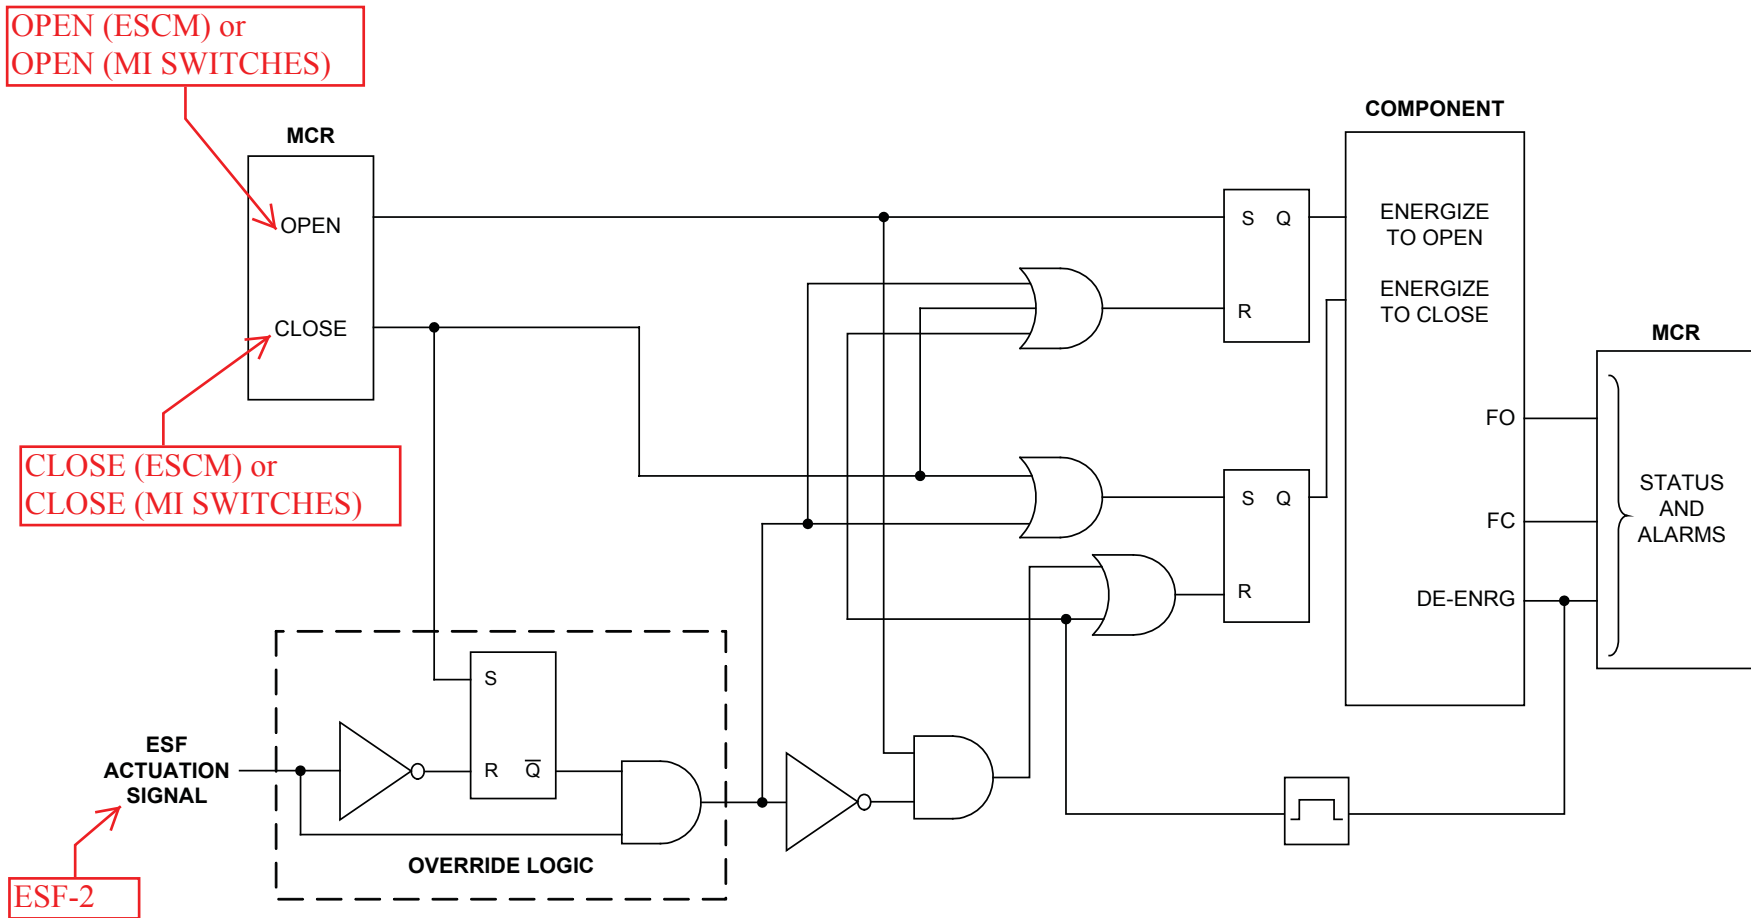 OPEN (ESCM) or
OPEN (MI SWITCHES)
MCR
OPEN
CLOSE
CLOSE (ESCM) or
CLOSE (MI SWITCHES)
COMPONENT
S Q
R
ENERGIZE
TO OPEN
ENERGIZE
TO CLOSE
S Q
R
FO
FC
DE-ENRG
MCR
STATUS
AND
ALARMS
S
R Q̅
ESF
ACTUATION
SIGNAL
OVERRIDE LOGIC
ESF-2